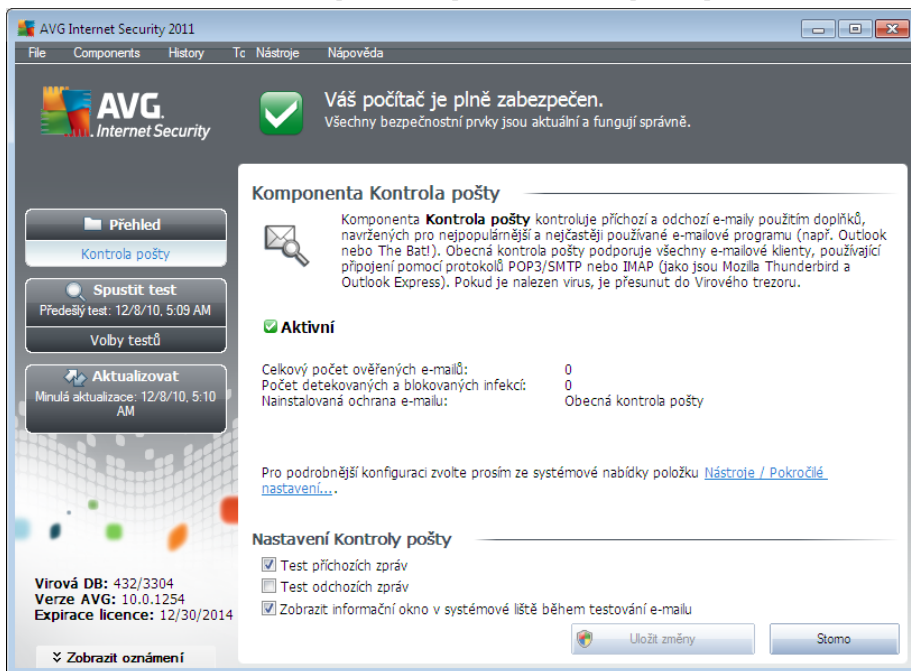 AVG Internet Security 2011
File Components History Tc Nástroje Nápověda
AVG.
Internet Security
Váš počítač je plně zabezpečen.
Všechny bezpečnostní prvky jsou aktuální a fungují správně.
Přehled
Kontrola pošty
Spustit test
Předešlý test: 12/8/10, 5:09 AM
Volby testů
Aktualizovat
Minulá aktualizace: 12/8/10, 5:10
AM
Virová DB: 432/3304
Verze AVG: 10.0.1254
Expirace licence: 12/30/2014
Zobrazit oznámení
Komponenta Kontrola pošty
Komponenta Kontrola pošty kontroluje příchozí a odchozí e-maily použitím doplňků,
navržených pro nejpopulárnější a nejčastěji používané e-mailové programu (např. Outlook
nebo The Bat!). Obecná kontrola pošty podporuje všechny e-mailové klienty, používající
připojení pomocí protokolů POP3/SMTP nebo IMAP (jako jsou Mozilla Thunderbird a
Outlook Express). Pokud je nalezen virus, je přesunut do Virového trezoru.
Aktivní
Celkový počet ověřených e-mailů: 0
Počet detekovaných a blokovaných infekcí: 0
Nainstalovaná ochrana e-mailu: Obecná kontrola pošty
Pro podrobnější konfiguraci zvolte prosím ze systémové nabídky položku Nástroje / Pokročilé
nastavení....
Nastavení Kontroly pošty
Test příchozích zpráv
Test odchozích zpráv
Zobrazit informační okno v systémové liště během testování e-mailu
Uložit změny Storno